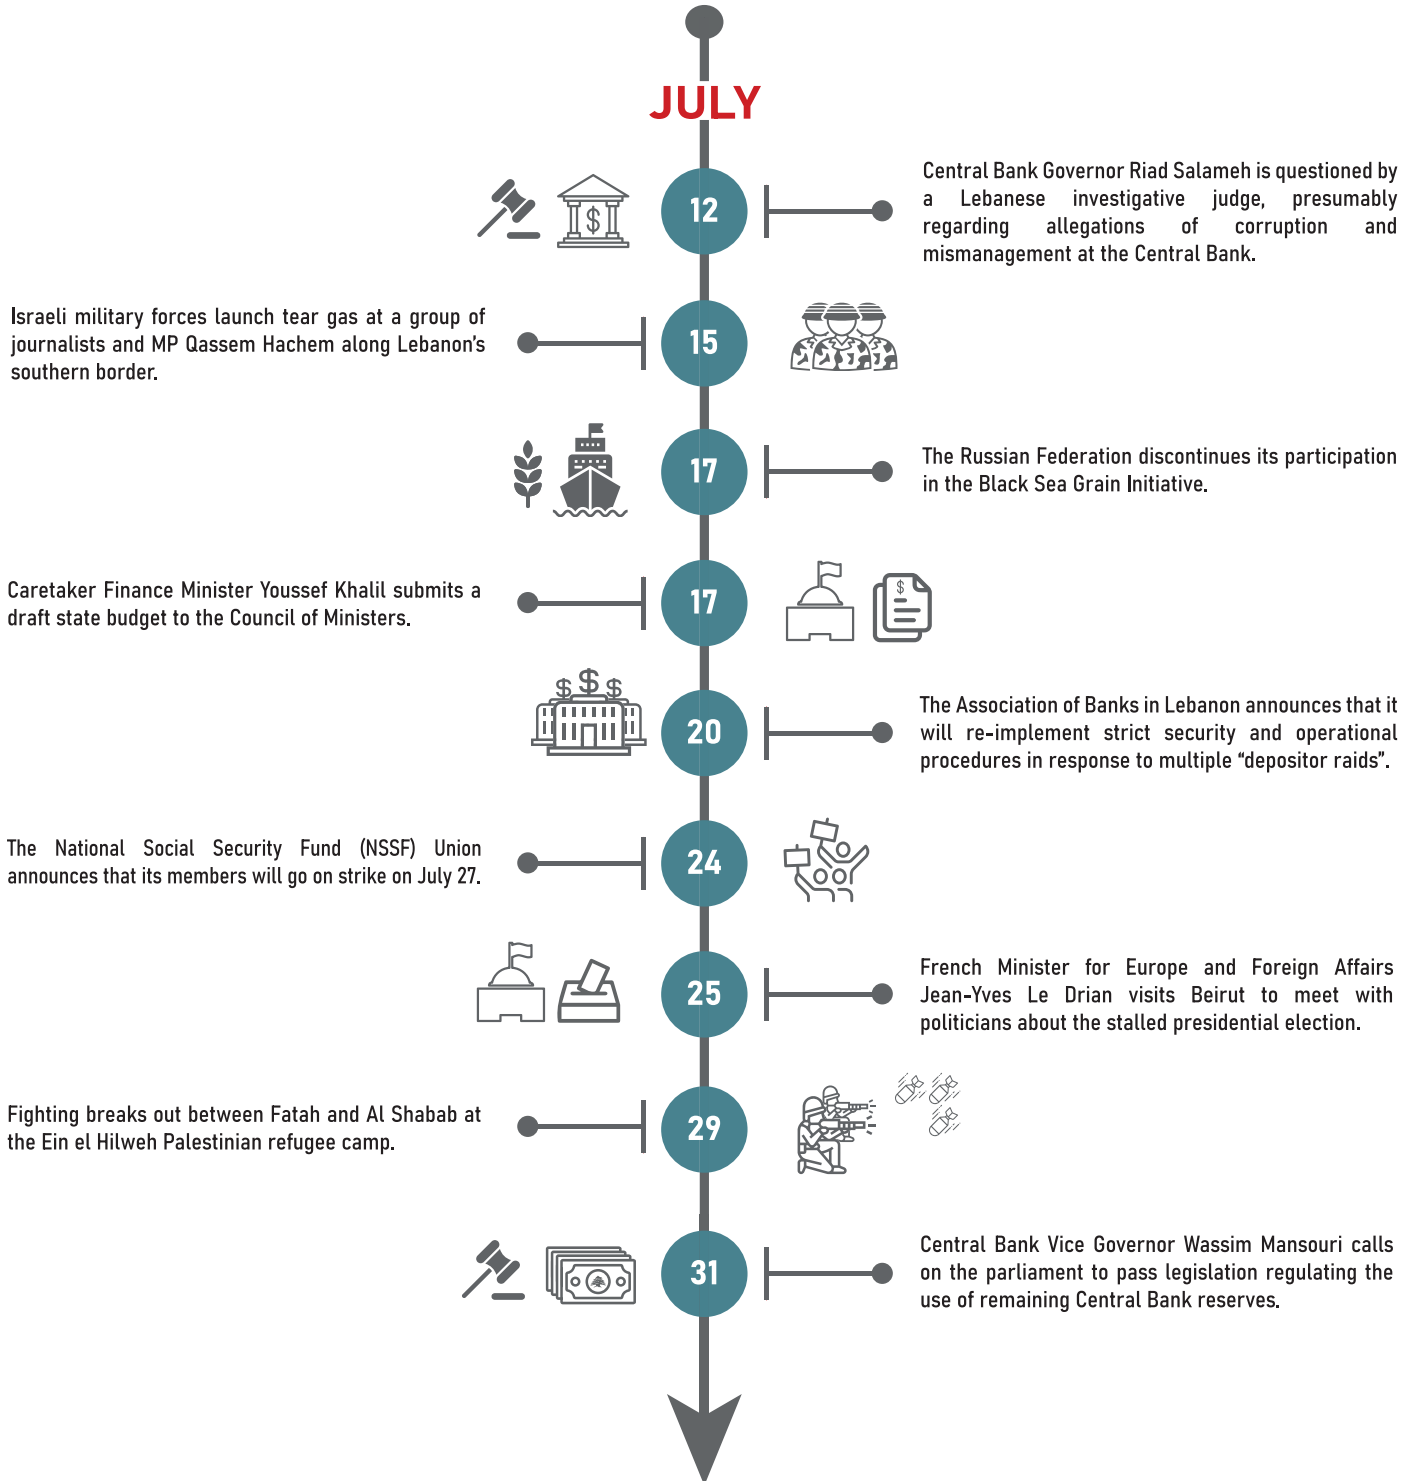 JULY
12
Central Bank Governor Riad Salameh is questioned by
a Lebanese investigative judge, presumably
regarding allegations of corruption and
mismanagement at the Central Bank.
Israeli military forces launch tear gas at a group of
journalists and MP Qassem Hachem along Lebanon's
southern border.
15
17
The Russian Federation discontinues its participation
in the Black Sea Grain Initiative.
Caretaker Finance Minister Youssef Khalil submits a
draft state budget to the Council of Ministers.
17
20
The Association of Banks in Lebanon announces that it
will re-implement strict security and operational
procedures in response to multiple “depositor raids”.
The National Social Security Fund (NSSF) Union
announces that its members will go on strike on July 27.
24
25
French Minister for Europe and Foreign Affairs
Jean-Yves Le Drian visits Beirut to meet with
politicians about the stalled presidential election.
Fighting breaks out between Fatah and Al Shabab at
the Ein el Hilweh Palestinian refugee camp.
29
31
Central Bank Vice Governor Wassim Mansouri calls
on the parliament to pass legislation regulating the
use of remaining Central Bank reserves.